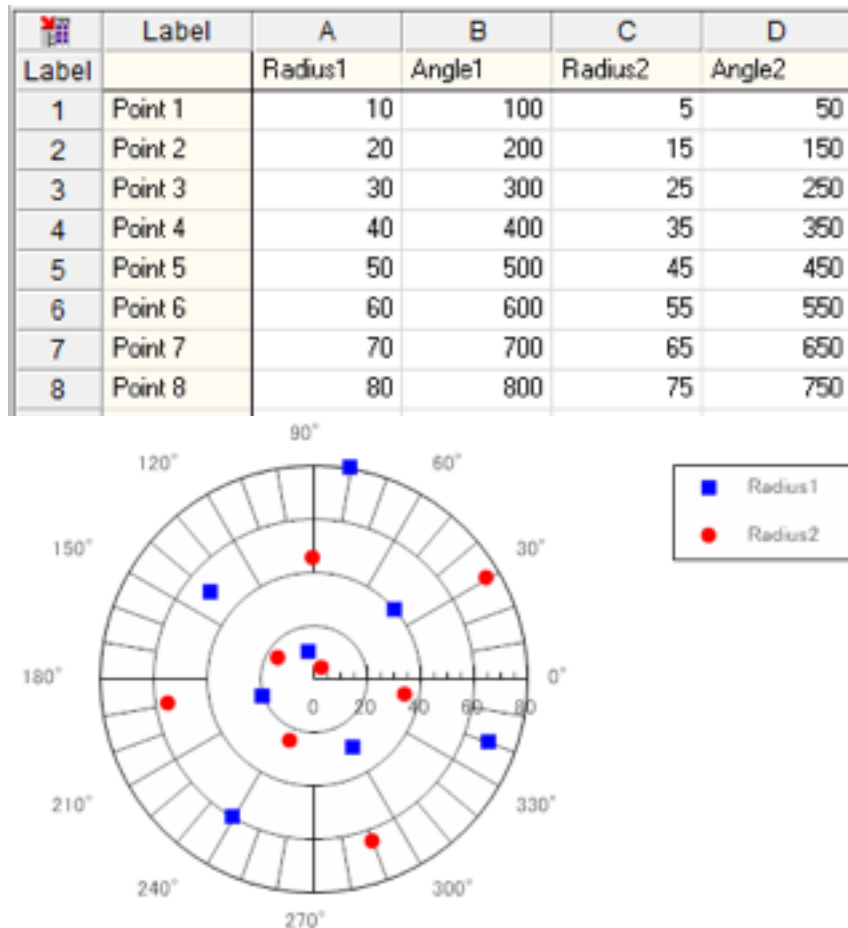 Label A B C D
Label Radius1 Angle1 Radius2 Angle2
1 Point 1 10 100 5 50
2 Point 2 20 200 15 150
3 Point 3 30 300 25 250
4 Point 4 40 400 35 350
5 Point 5 50 500 45 450
6 Point 6 60 600 55 550
7 Point 7 70 700 65 650
8 Point 8 80 800 75 750
90°
120° 60°
Radius1
Radius2
150° 30°
180° 0°
0 20 40 60 80
210° 330°
240° 300°
270°